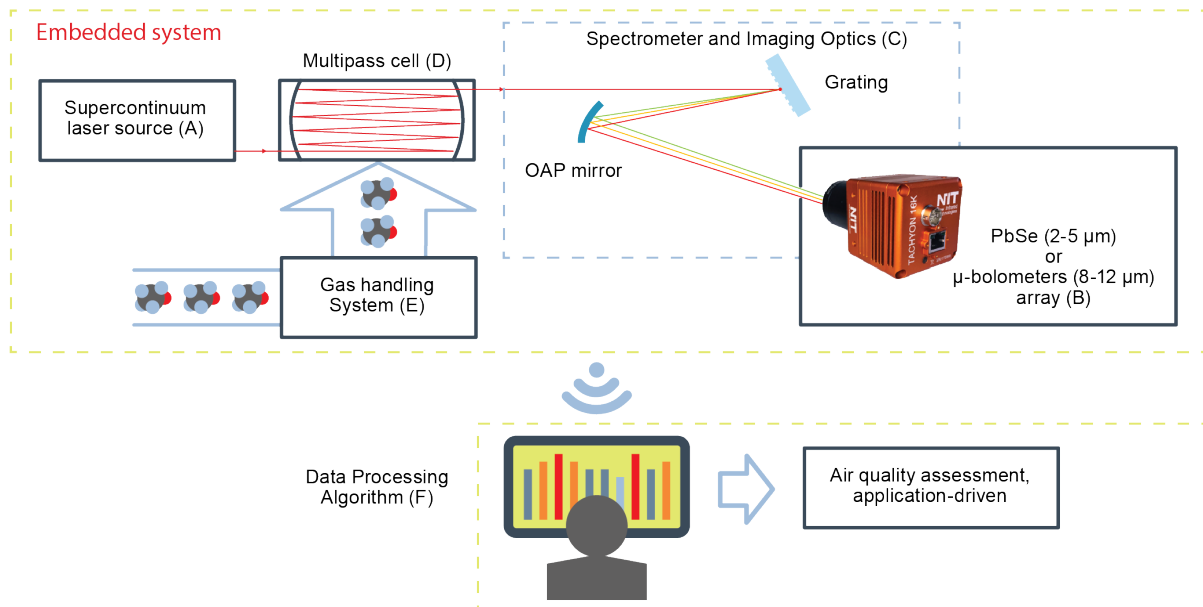 Embedded system
Spectrometer and Imaging Optics (C)
Multipass cell (D)
Grating
Supercontinuum
laser source (A)
OAP mirror
NIT
TACHYON 16K
NIT
PbSe (2-5 µm)
or
µ-bolometers (8-12 µm)
array (B)
Gas handling
System (E)
Data Processing
Algorithm (F)
Air quality assessment,
application-driven